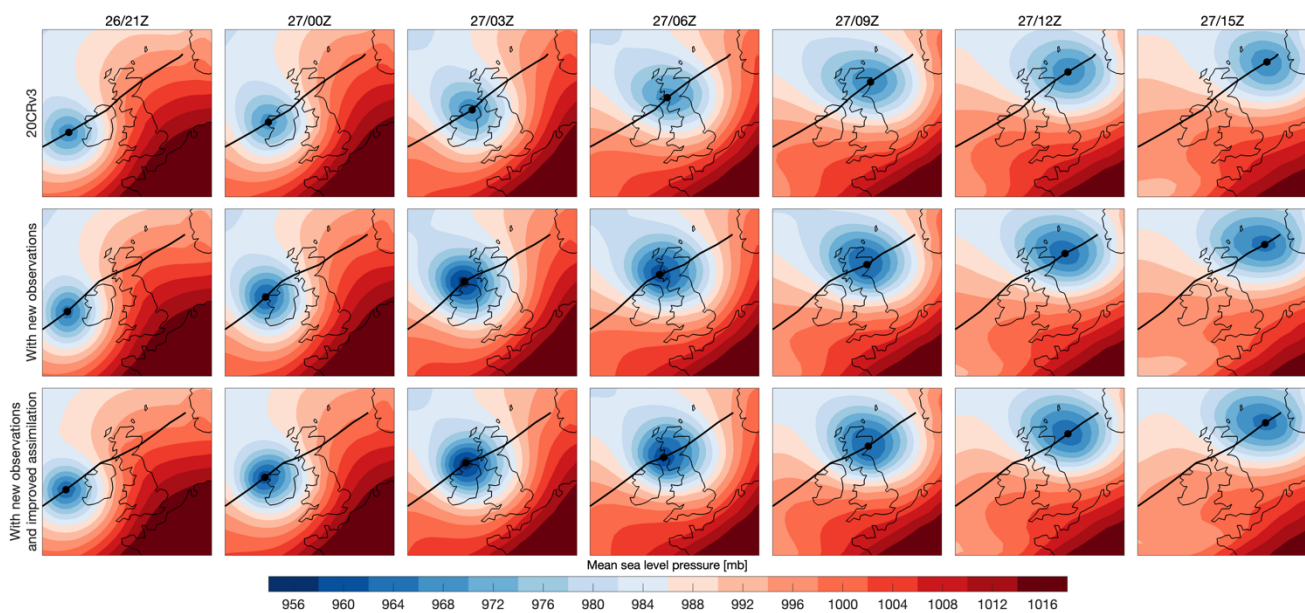 26/21Z 27/00Z 27/03Z 27/06Z 27/09Z 27/12Z 27/15Z
20CRv3
With new observations
With new observations
and improved assimilation
Mean sea level pressure [mb]
956 960 964 968 972 976 980 984 988 992 996 1000 1004 1008 1012 1016